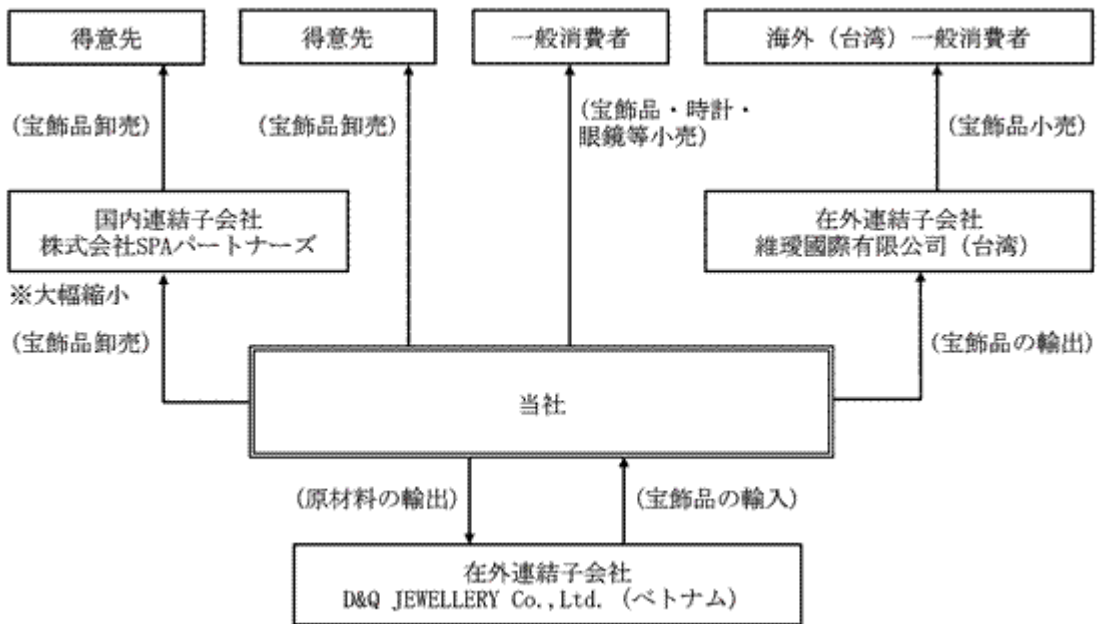 得意先
得意先
一般消費者
海外（台湾）一般消費者
(宝飾品卸売)
(宝飾品卸売)
(宝飾品・時計・
眼鏡等小売)
(宝飾品小売)
国内連結子会社
株式会社SPAパートナーズ
在外連結子会社
維璦國際有限公司（台湾）
※大幅縮小
(宝飾品卸売)
(宝飾品の輸出)
当社
(原材料の輸出)
(宝飾品の輸入)
在外連結子会社
D&Q JEWELLERY Co.,Ltd.（ベトナム）